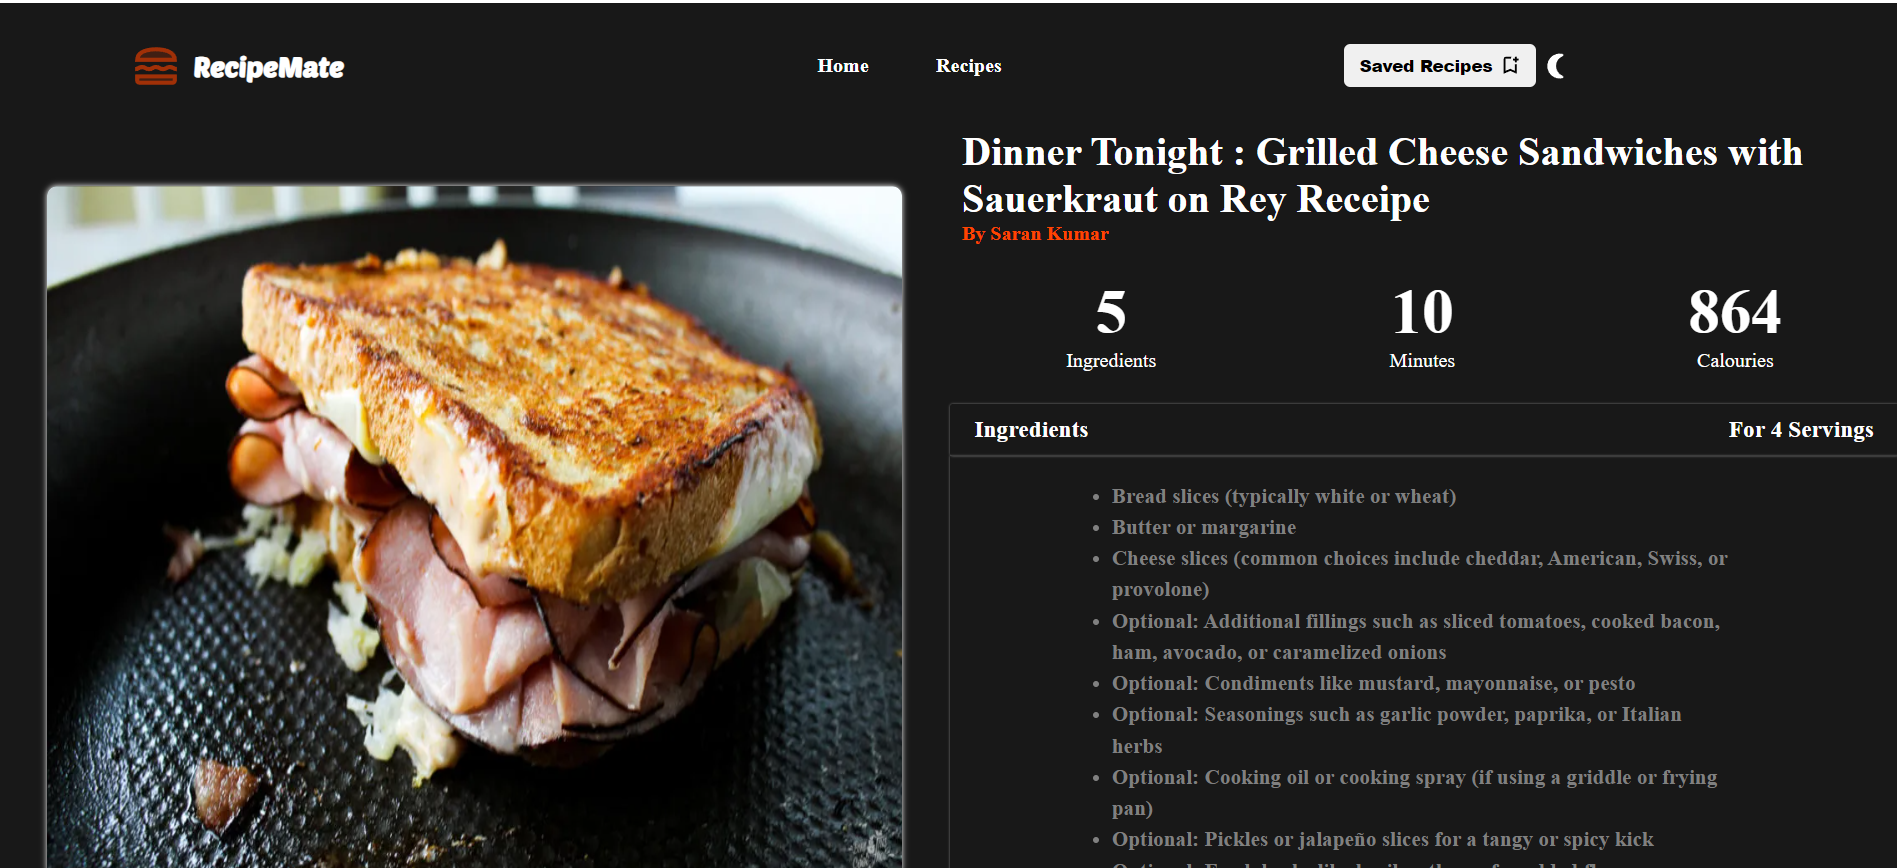 RecipeMate
Home
Recipes
Saved Recipes
Dinner Tonight : Grilled Cheese Sandwiches with
Sauerkraut on Rey Receipe
By Saran Kumar
5
Ingredients
10
Minutes
864
Calouries
Ingredients
For 4 Servings
• Bread slices (typically white or wheat)
• Butter or margarine
• Cheese slices (common choices include cheddar, American, Swiss, or
provolone)
• Optional: Additional fillings such as sliced tomatoes, cooked bacon,
ham, avocado, or caramelized onions
• Optional: Condiments like mustard, mayonnaise, or pesto
• Optional: Seasonings such as garlic powder, paprika, or Italian
herbs
• Optional: Cooking oil or cooking spray (if using a griddle or frying
pan)
• Optional: Pickles or jalapeño slices for a tangy or spicy kick